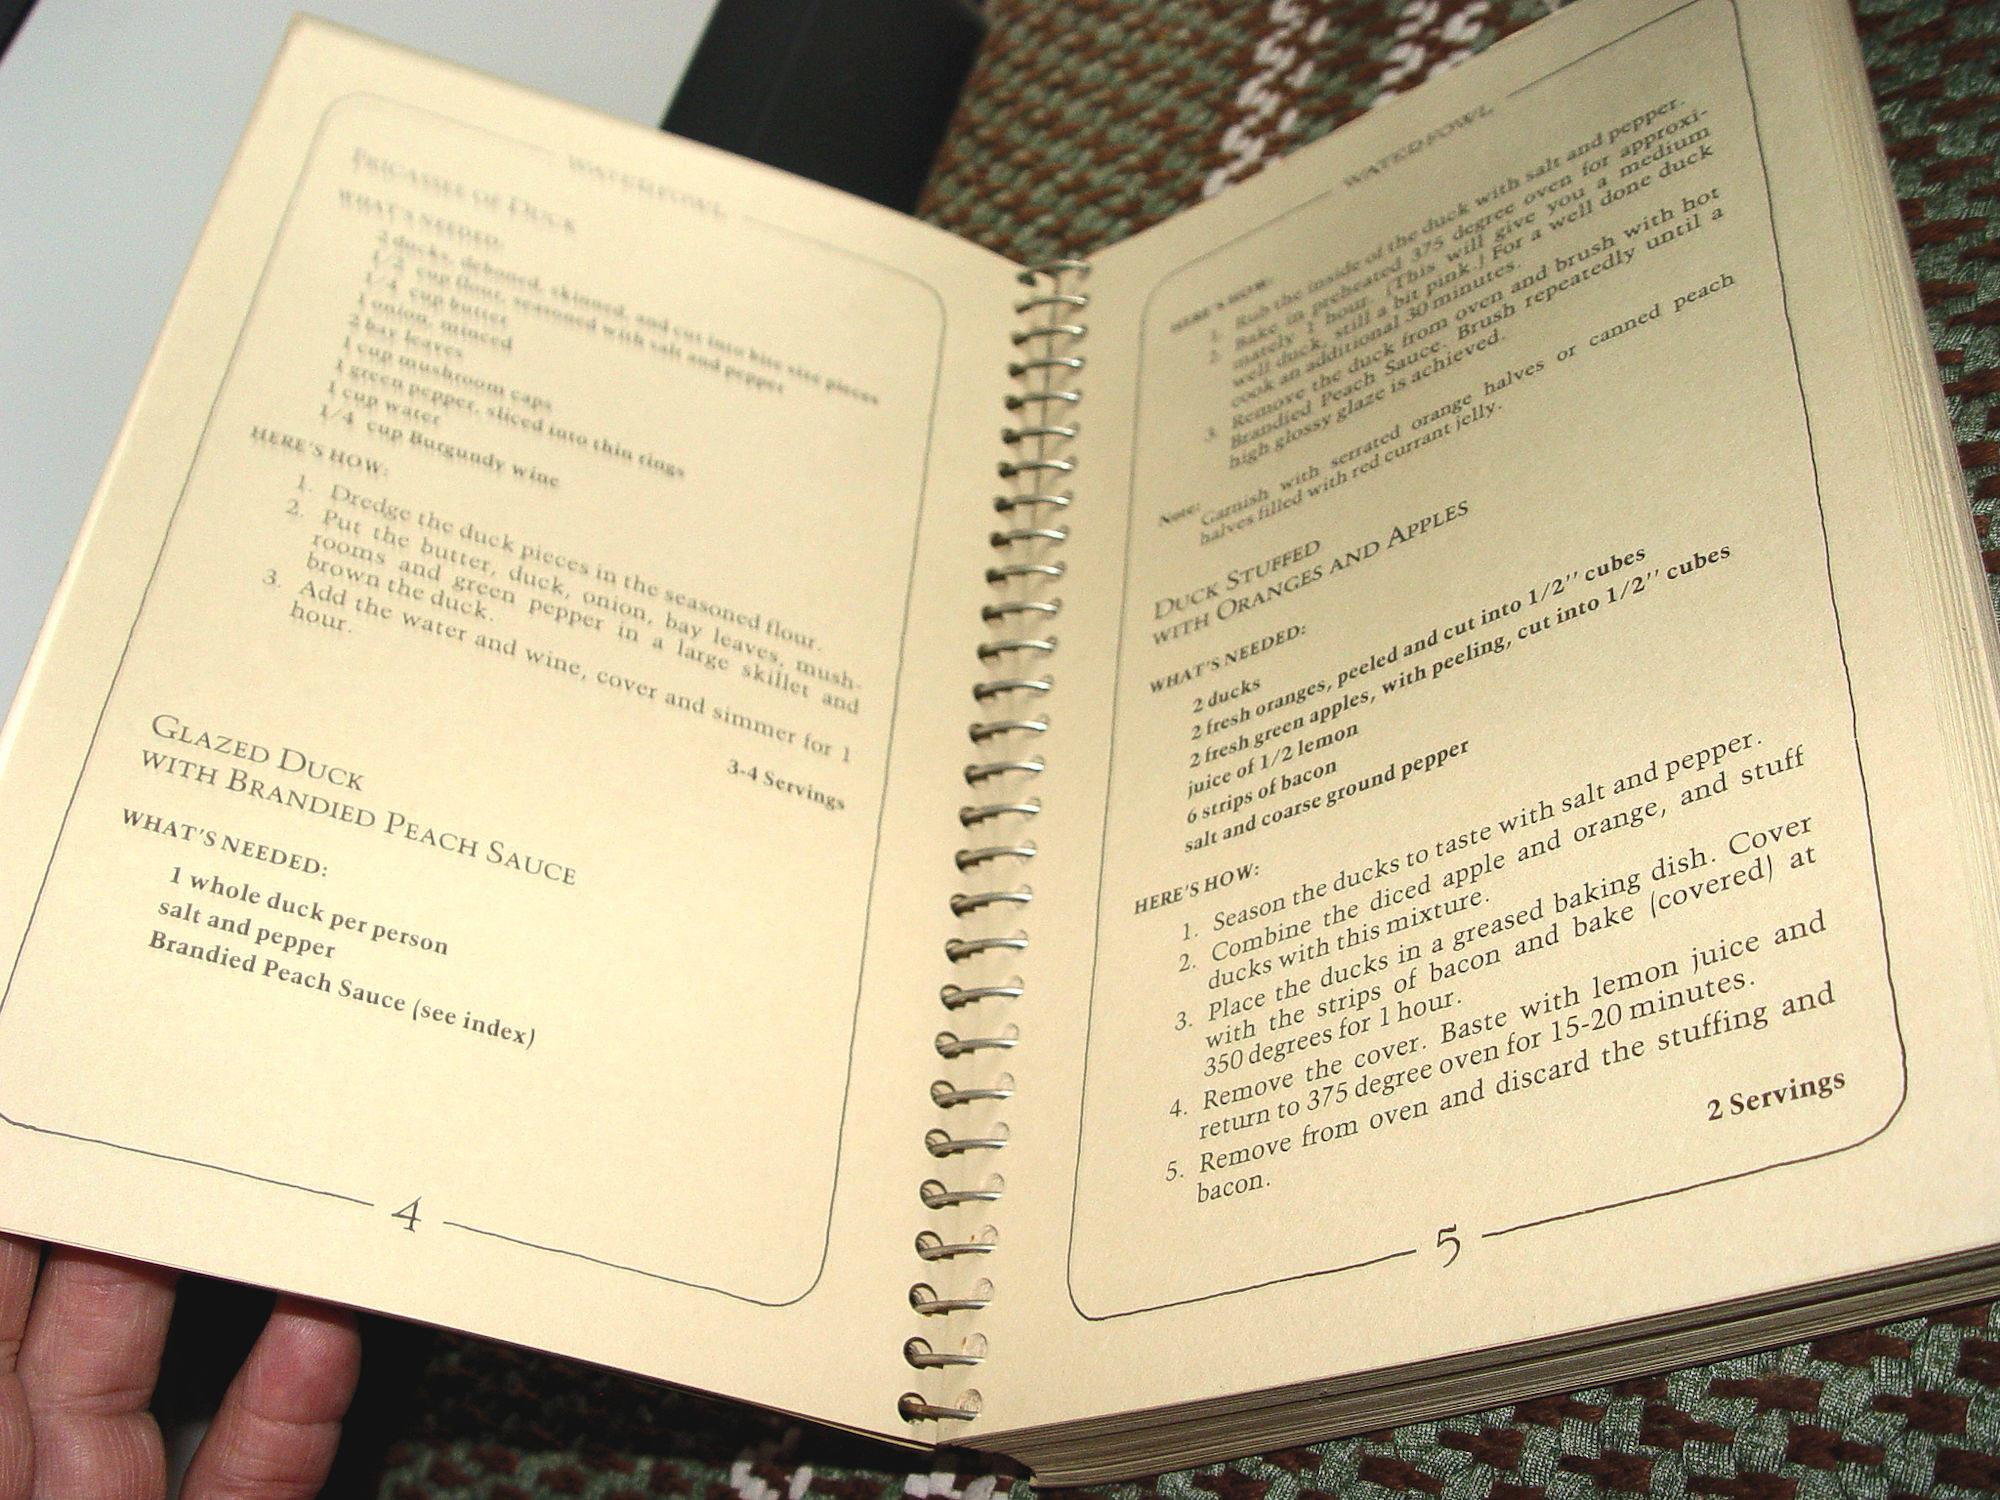 WATERFOWL
FRICASSEE OF DUCK
WHAT'S NEEDED:
2 ducks, deboned, skinned, and cut into bite size pieces
1/2 cup flour, seasoned with salt and pepper
1/4 cup butter
1 onion, minced
2 bay leaves
1 cup mushroom caps
1 green pepper, sliced into thin rings
1 cup water
1/4 cup Burgundy wine
HERE'S HOW:
1. Dredge the duck pieces in the seasoned flour.
2. Put the butter, duck, onion, bay leaves, mush-
rooms and green pepper in a large skillet and
brown the duck.
3. Add the water and wine, cover and simmer for 1
hour.
3-4 Servings
GLAZED DUCK
WITH BRANDIED PEACH SAUCE
WHAT'S NEEDED:
1 whole duck per person
salt and pepper
Brandied Peach Sauce (see index)
4
WATERFOWL
HERE'S HOW:
1. Rub the inside of the duck with salt and pepper.
2. Bake in preheated 375 degree oven for approxi-
mately 1 hour. (This will give you a medium
well duck, still a bit pink.) For a well done duck
cook an additional 30 minutes.
3. Remove the duck from oven and brush with hot
Brandied Peach Sauce. Brush repeatedly until a
high glossy glaze is achieved.
Note: Garnish with serrated orange halves or canned peach
halves filled with red currant jelly.
DUCK STUFFED
WITH ORANGES AND APPLES
WHAT'S NEEDED:
2 ducks
2 fresh oranges, peeled and cut into 1/2'' cubes
2 fresh green apples, with peeling, cut into 1/2'' cubes
juice of 1/2 lemon
6 strips of bacon
salt and coarse ground pepper
HERE'S HOW:
1. Season the ducks to taste with salt and pepper.
2. Combine the diced apple and orange, and stuff
ducks with this mixture.
3. Place the ducks in a greased baking dish. Cover
with the strips of bacon and bake (covered) at
350 degrees for 1 hour.
4. Remove the cover. Baste with lemon juice and
return to 375 degree oven for 15-20 minutes.
5. Remove from oven and discard the stuffing and
bacon.
2 Servings
5